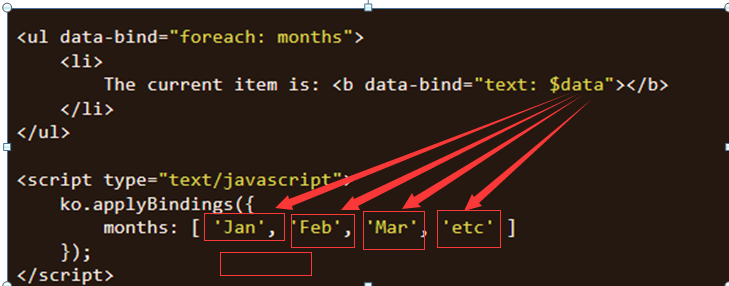 <ul data-bind="foreach: months">
<li>
The current item is: <b data-bind="text: $data"></b>
</li>
</ul>
<script type="text/javascript">
ko.applyBindings({
months: [ 'Jan', 'Feb', 'Mar', 'etc' ]
});
</script>